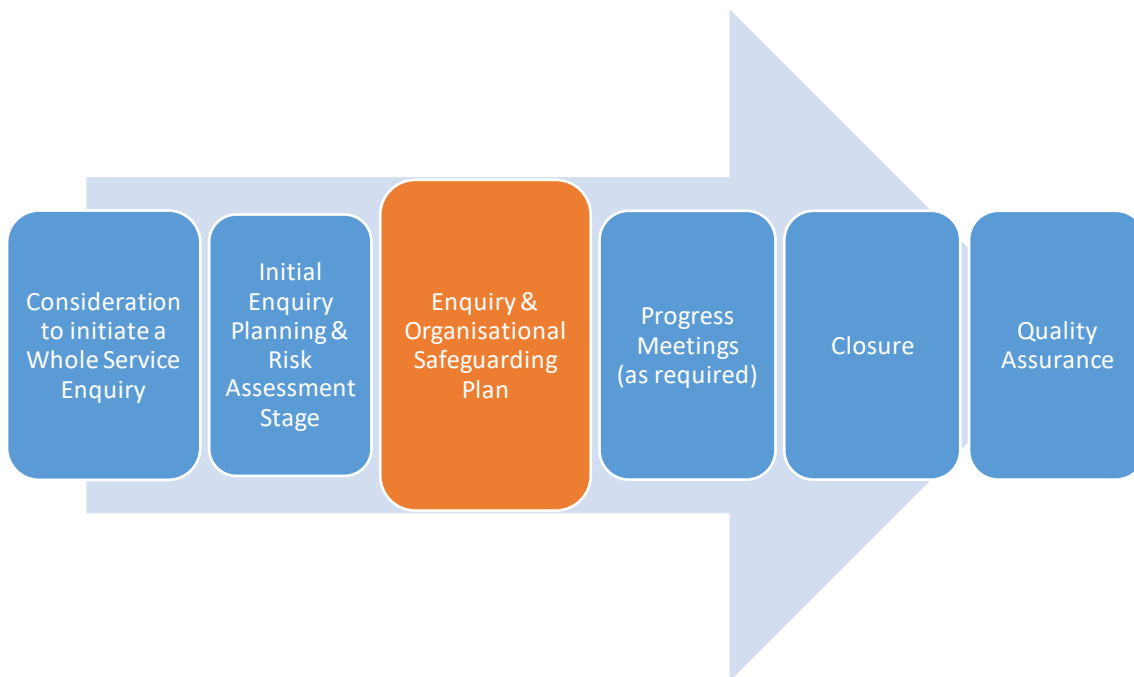 Consideration
to initiate a
Whole Service
Enquiry
Initial
Enquiry
Planning &
Risk
Assessment
Stage
Enquiry &
Organisational
Safeguarding
Plan
Progress
Meetings
(as required)
Closure
Quality
Assurance